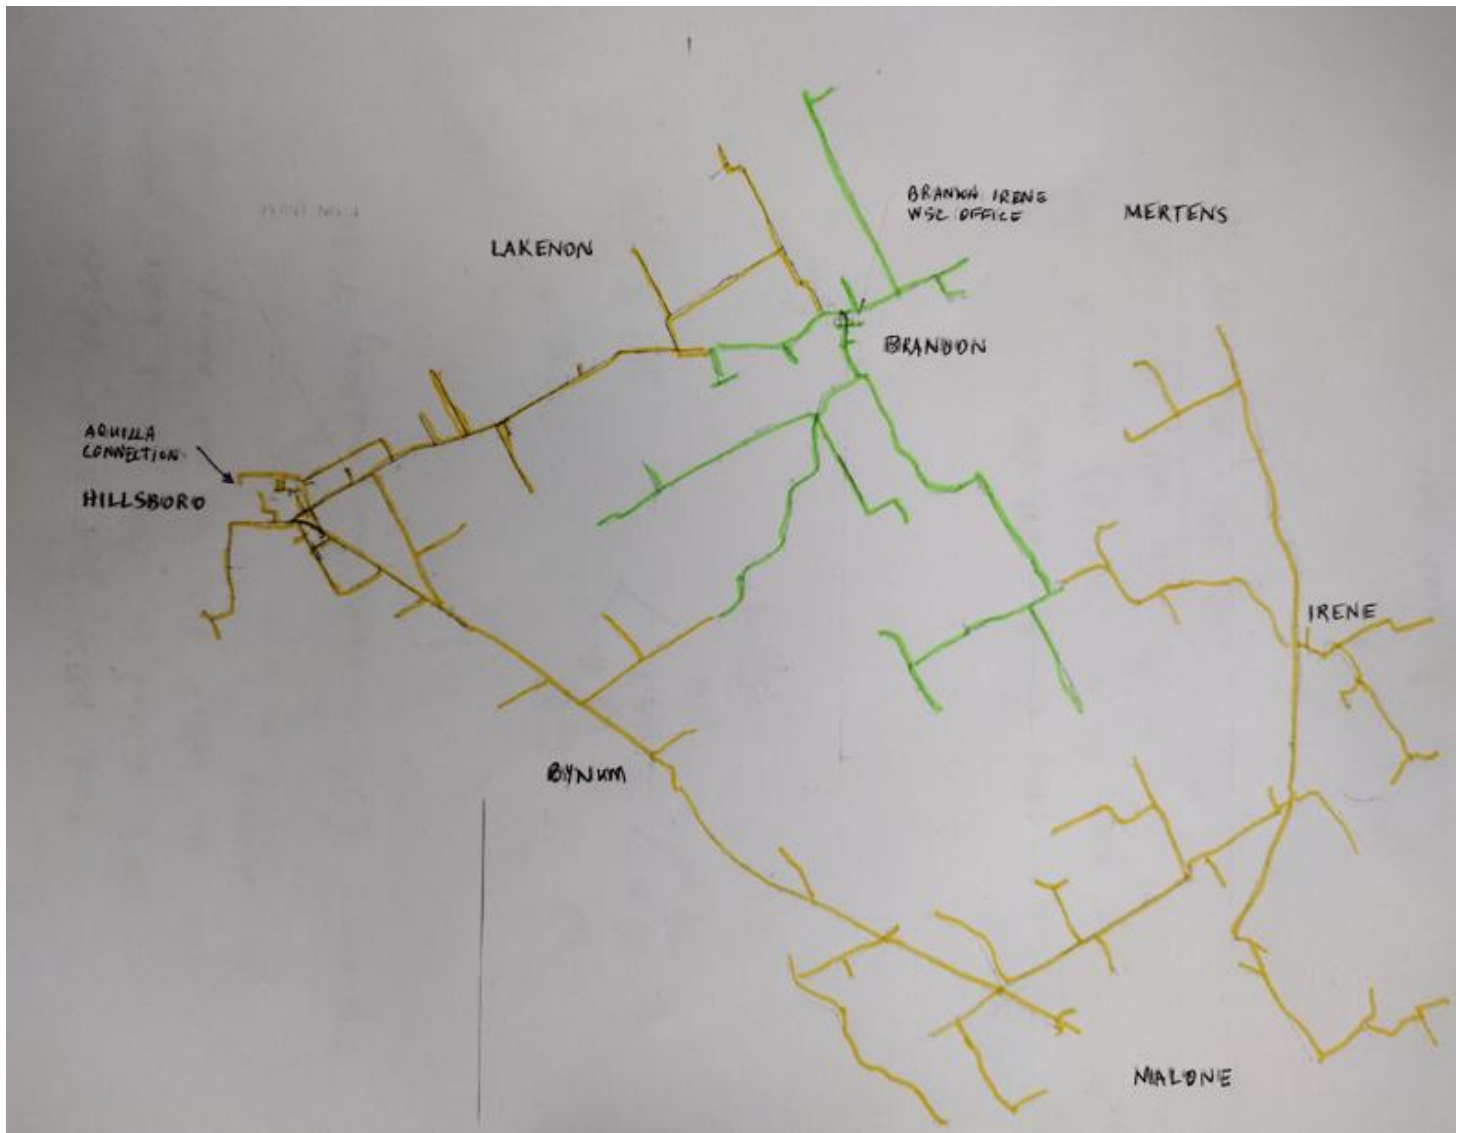 BRANDON IRENE
WSC OFFICE
MERTENS
LAKENON
BRANDON
AQUILLA
CONNECTION
HILLSBORO
IRENE
BYNUM
MALONE